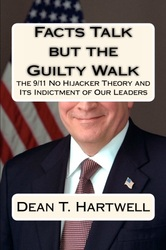 Facts Talk
but the
Guilty Walk
the 9/11 No Hijacker Theory and
Its Indictment of Our Leaders
Dean T. Hartwell